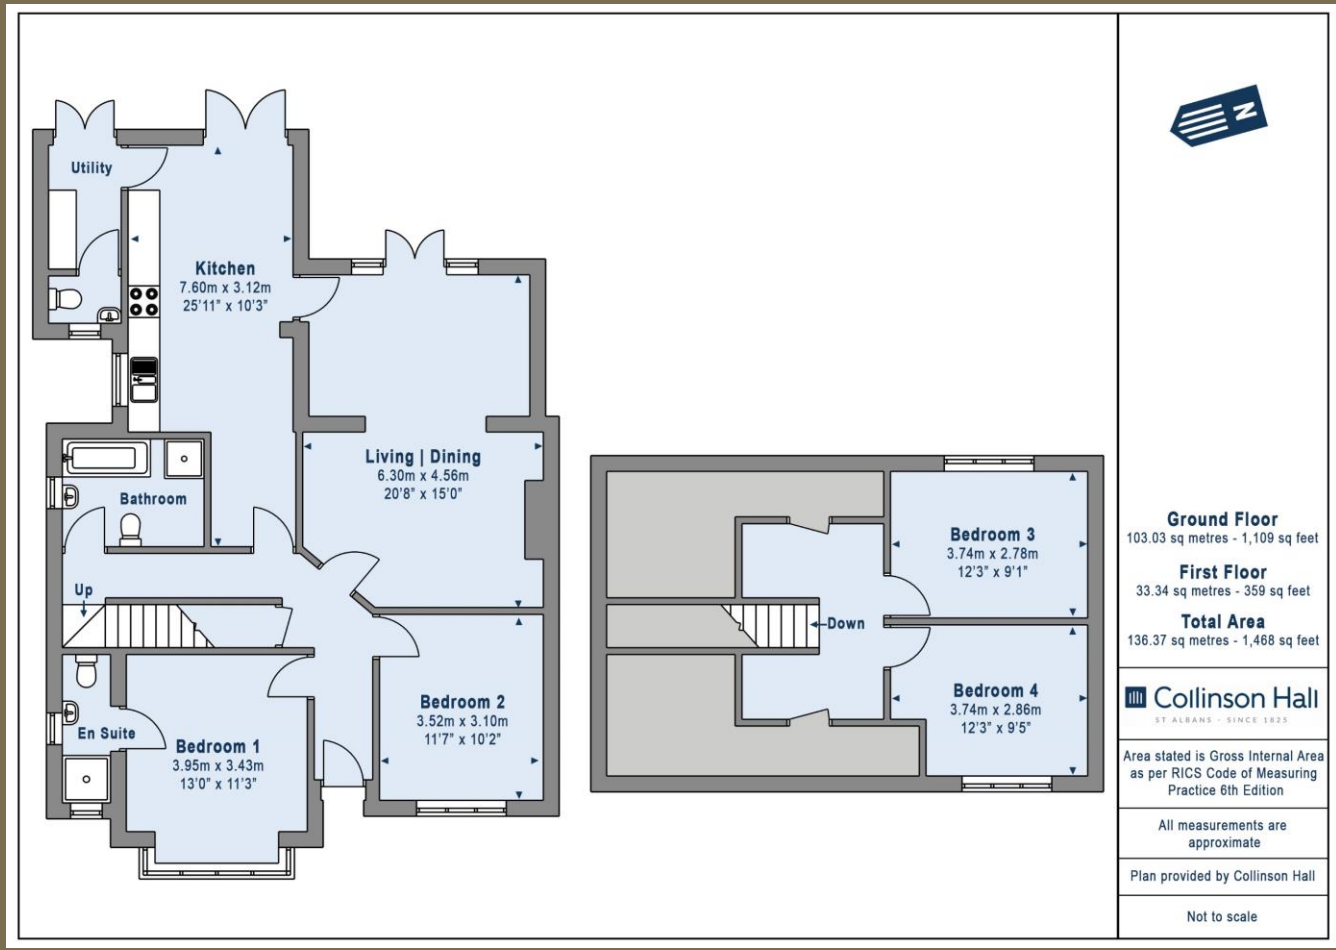 Utility
Kitchen
7.60m x 3.12m
25'11" x 10'3"
Living | Dining
6.30m x 4.56m
20'8" x 15'0"
Bathroom
Up
En Suite
Bedroom 1
3.95m x 3.43m
13'0" x 11'3"
Bedroom 2
3.52m x 3.10m
11'7" x 10'2"
Bedroom 3
3.74m x 2.78m
12'3" x 9'1"
Down
Bedroom 4
3.74m x 2.86m
12'3" x 9'5"
N
Ground Floor
103.03 sq metres - 1,109 sq feet
First Floor
33.34 sq metres - 359 sq feet
Total Area
136.37 sq metres - 1,468 sq feet
Collinson Hall
ST ALBANS - SINCE 1825
Area stated is Gross Internal Area
as per RICS Code of Measuring
Practice 6th Edition
All measurements are
approximate
Plan provided by Collinson Hall
Not to scale